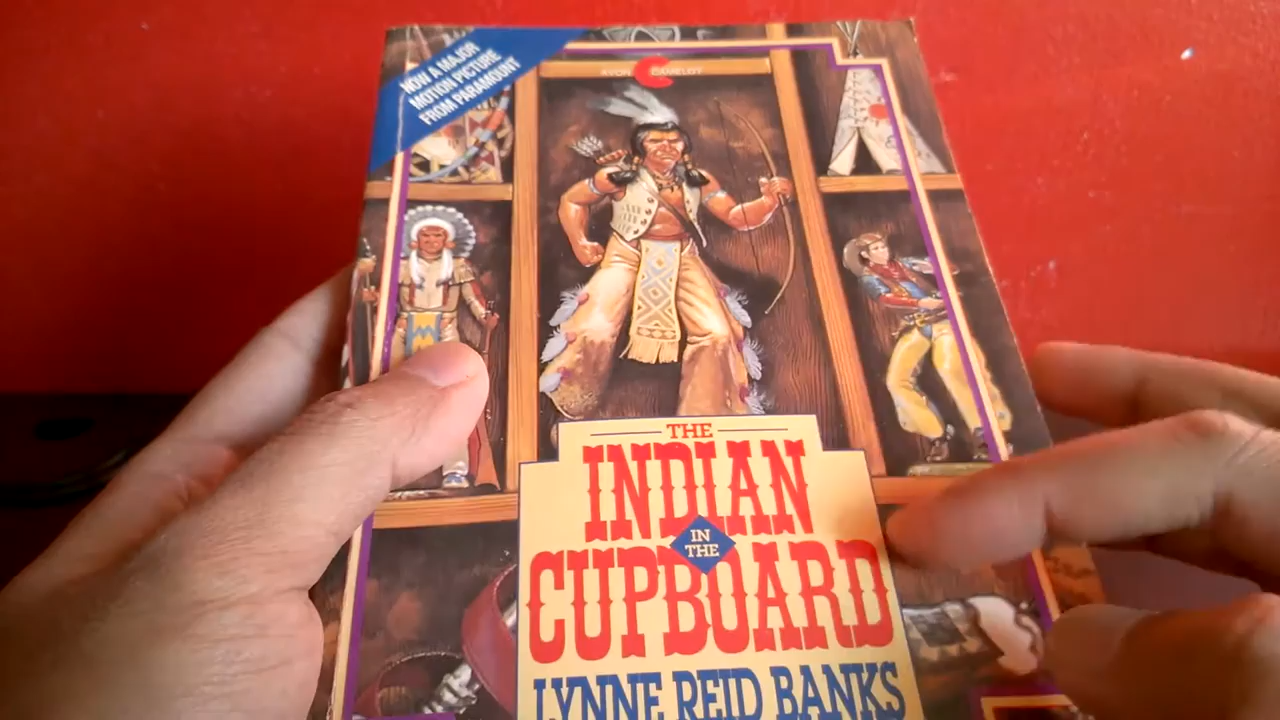 NOW A MAJOR
MOTION PICTURE
FROM PARAMOUNT
AVON CAMELOT
THE
INDIAN
IN
THE
CUPBOARD
LYNNE REID BANKS